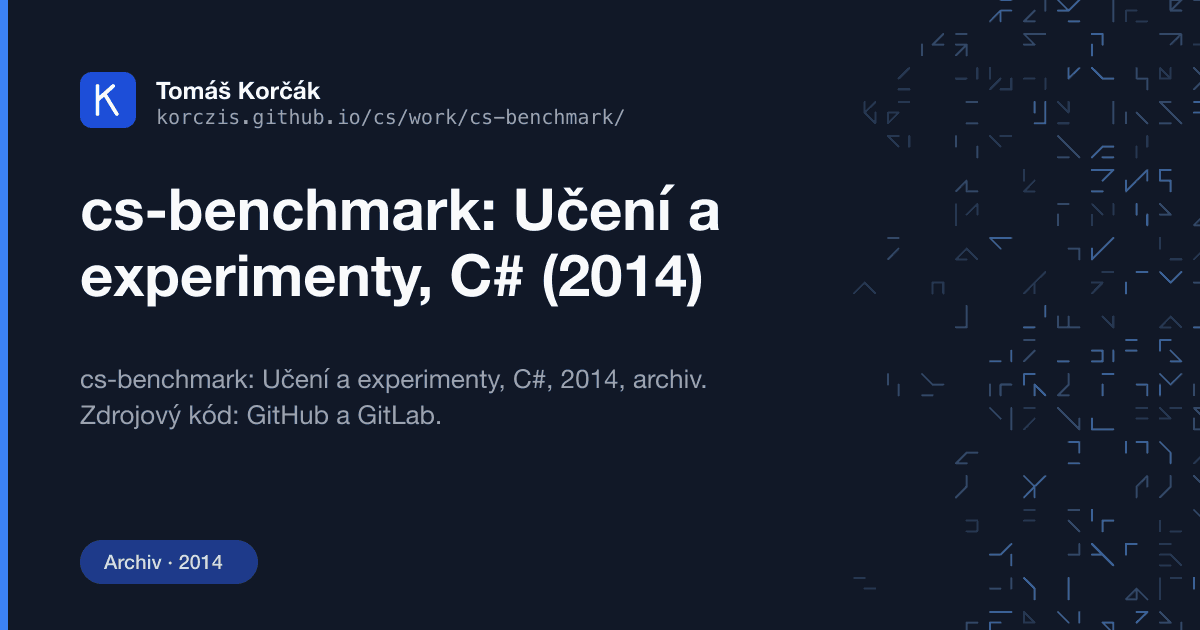 K
Tomáš Korčák
korczis.github.io/cs/work/cs-benchmark/
cs-benchmark: Učení a
experimenty, C# (2014)
cs-benchmark: Učení a experimenty, C#, 2014, archiv.
Zdrojový kód: GitHub a GitLab.
Archiv · 2014